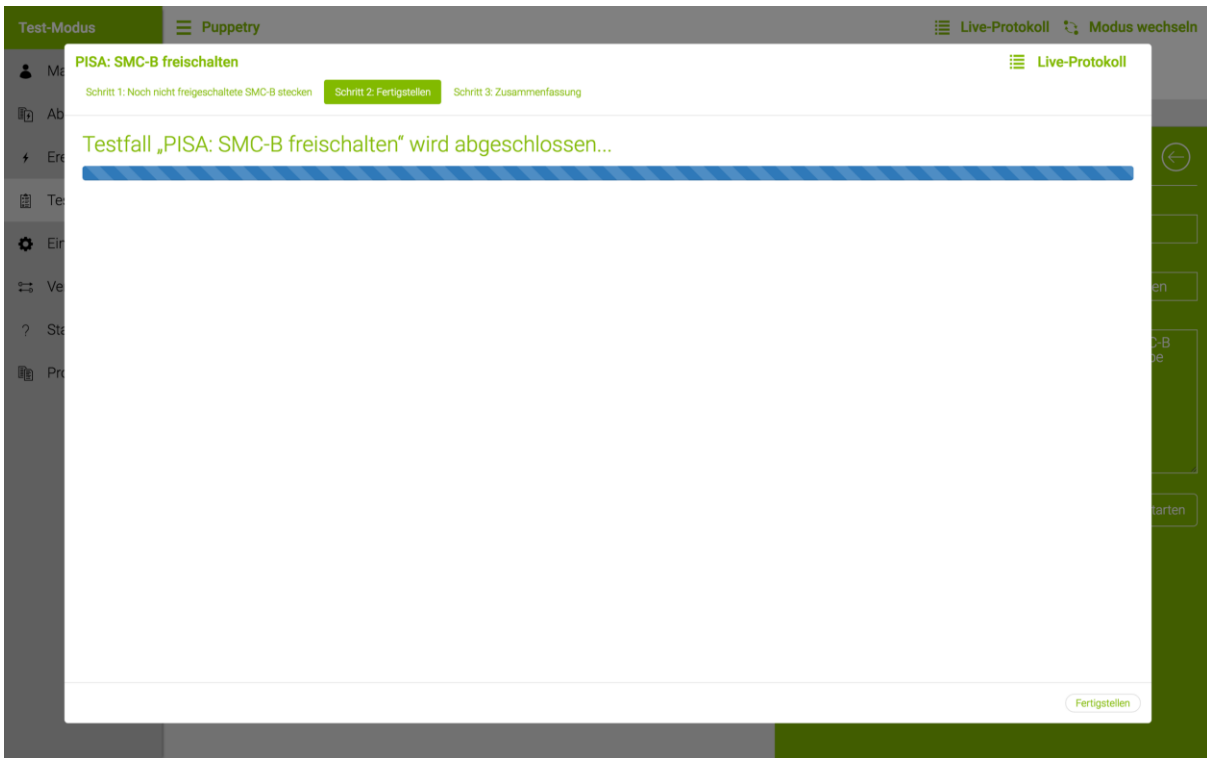 Test-Modus
Puppetry
Live-Protokoll
Modus wechseln
PISA: SMC-B freischalten
Live-Protokoll
Schritt 1: Noch nicht freigeschaltete SMC-B stecken
Schritt 2: Fertigstellen
Schritt 3: Zusammenfassung
Testfall „PISA: SMC-B freischalten“ wird abgeschlossen...
Fertigstellen